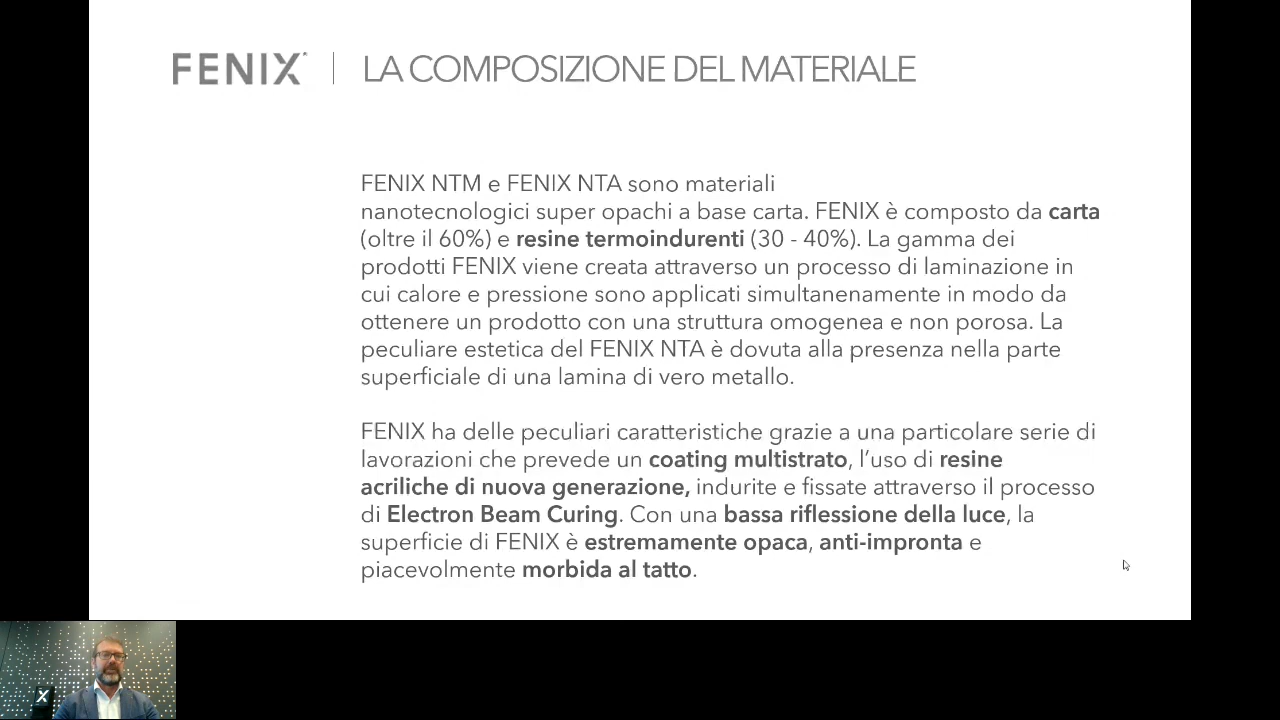 FENIX
LA COMPOSIZIONE DEL MATERIALE
FENIX NTM e FENIX NTA sono materiali
nanotecnologici super opachi a base carta. FENIX è composto da carta
(oltre il 60%) e resine termoindurenti (30 - 40%). La gamma dei
prodotti FENIX viene creata attraverso un processo di laminazione in
cui calore e pressione sono applicati simultanenamente in modo da
ottenere un prodotto con una struttura omogenea e non porosa. La
peculiare estetica del FENIX NTA è dovuta alla presenza nella parte
superficiale di una lamina di vero metallo.
FENIX ha delle peculiari caratteristiche grazie a una particolare serie di
lavorazioni che prevede un coating multistrato, l'uso di resine
acriliche di nuova generazione, indurite e fissate attraverso il processo
di Electron Beam Curing. Con una bassa riflessione della luce, la
superficie di FENIX è estremamente opaca, anti-impronta e
piacevolmente morbida al tatto.
X